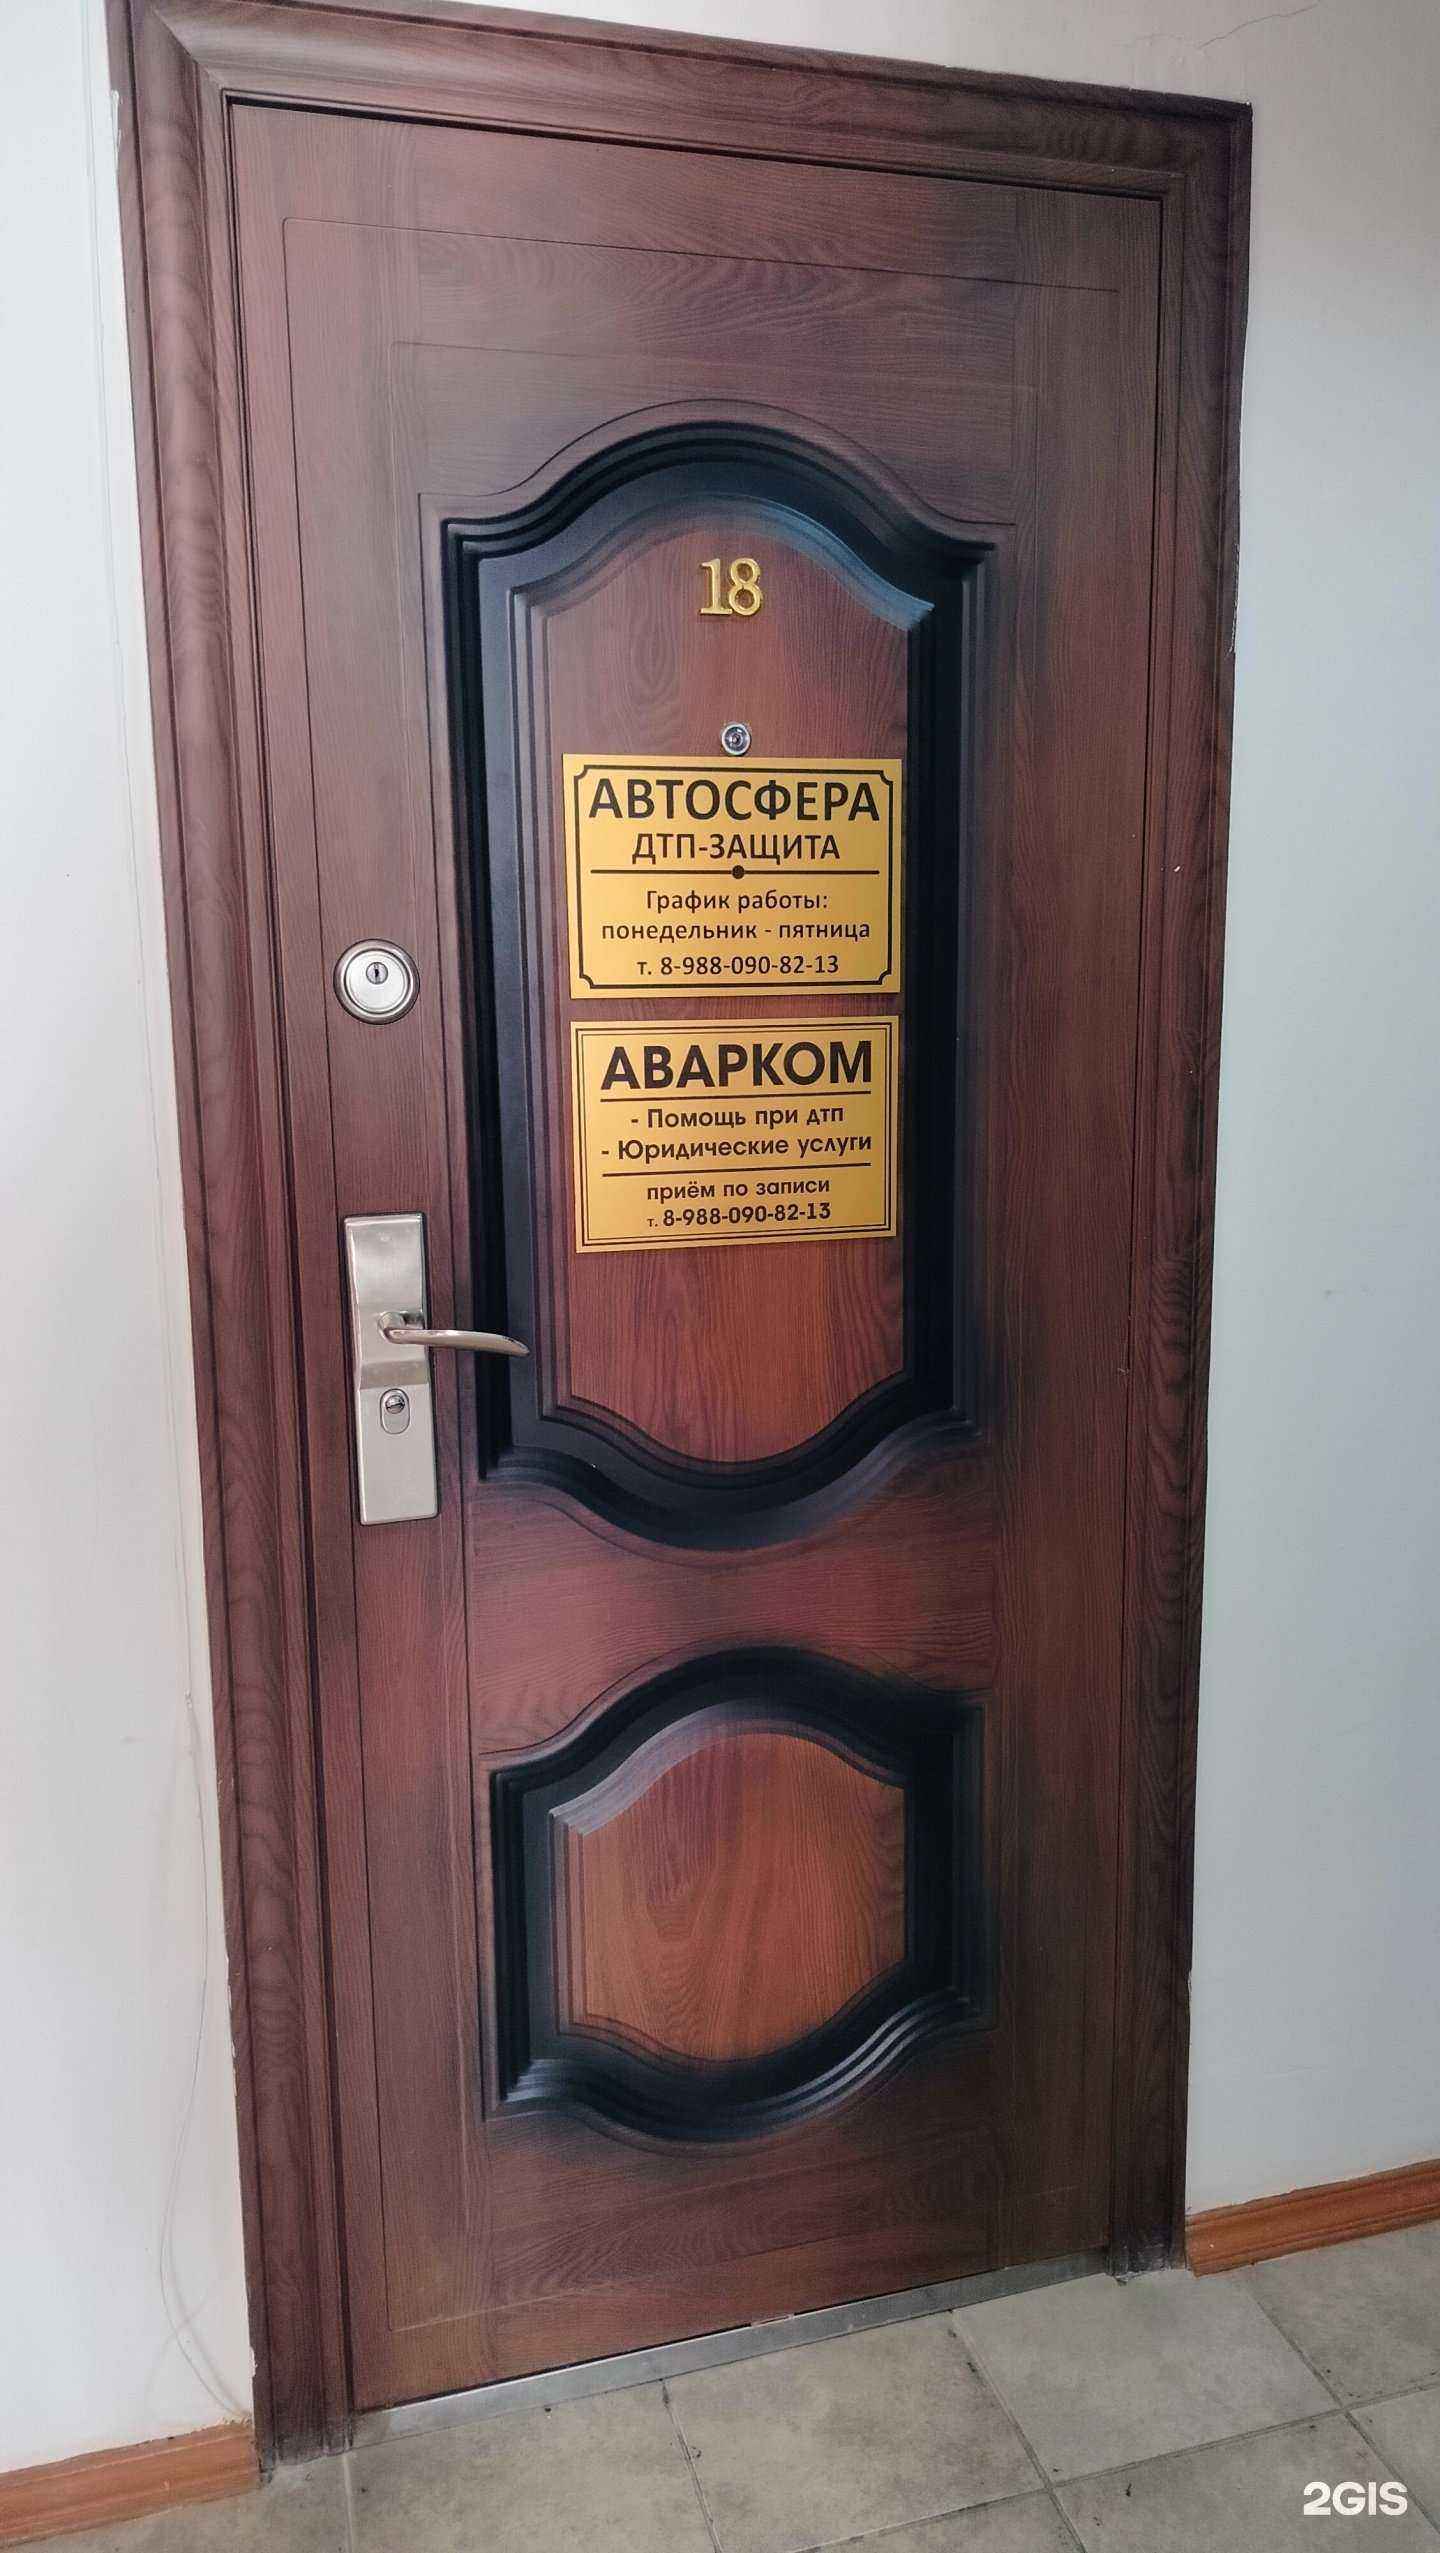 18
АВТОСФЕРА
ДТП-ЗАЩИТА
График работы:
понедельник - пятница
т. 8-988-090-82-13
АВАРКОМ
- Помощь при дтп
- Юридические услуги
приём по записи
т. 8-988-090-82-13
2GIS